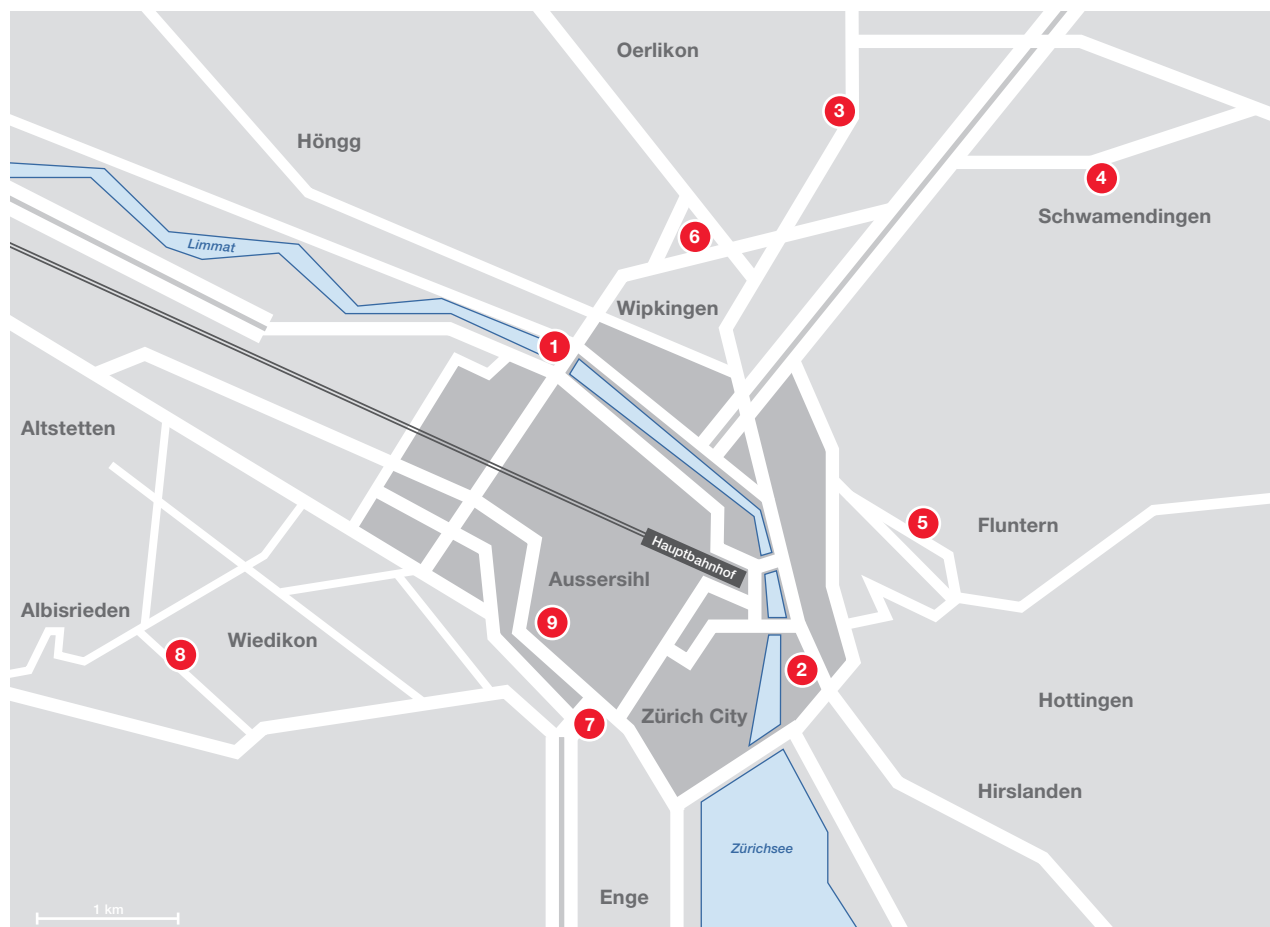 Oerlikon
3
Höngg
4
Schwamendingen
6
Limmat
Wipkingen
1
Altstetten
5
Fluntern
Hauptbahnhof
Aussersihl
Albisrieden
9
Wiedikon
8
2
Hottingen
Zürich City
7
Hirslanden
Zürichsee
Enge
1 km